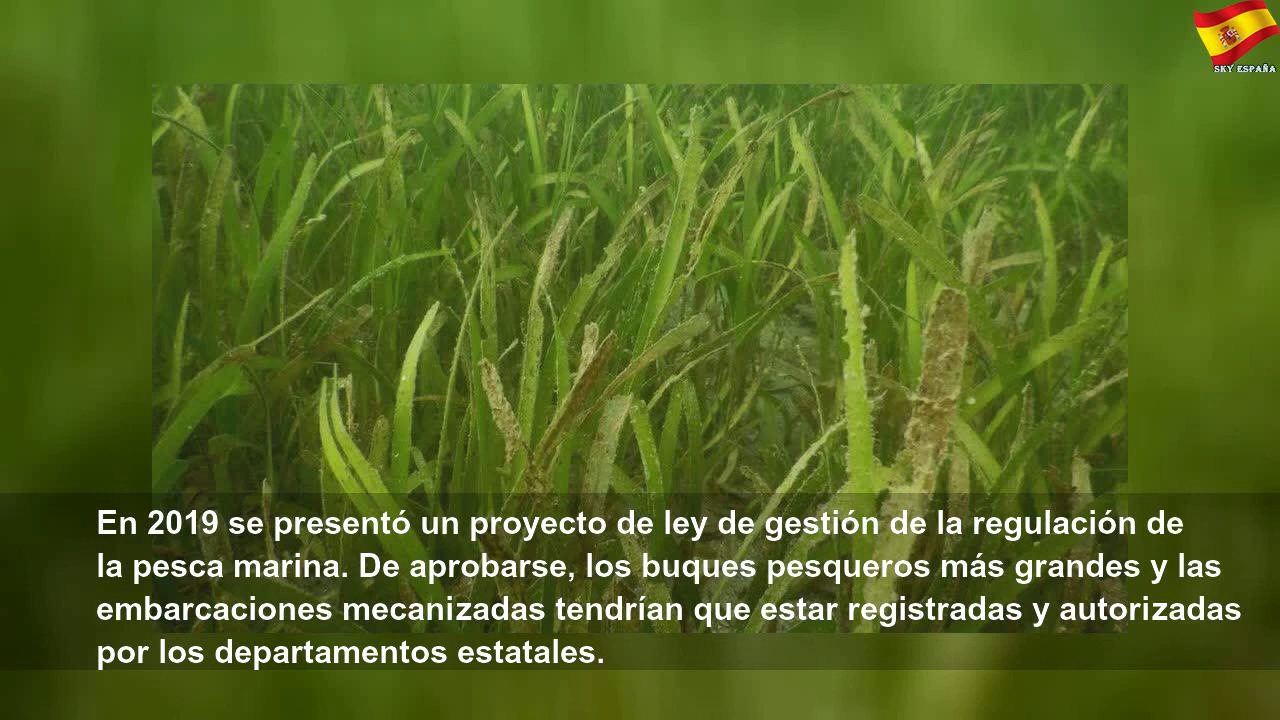 SKY ESPAÑA
En 2019 se presentó un proyecto de ley de gestión de la regulación de
la pesca marina. De aprobarse, los buques pesqueros más grandes y las
embarcaciones mecanizadas tendrían que estar registradas y autorizadas
por los departamentos estatales.